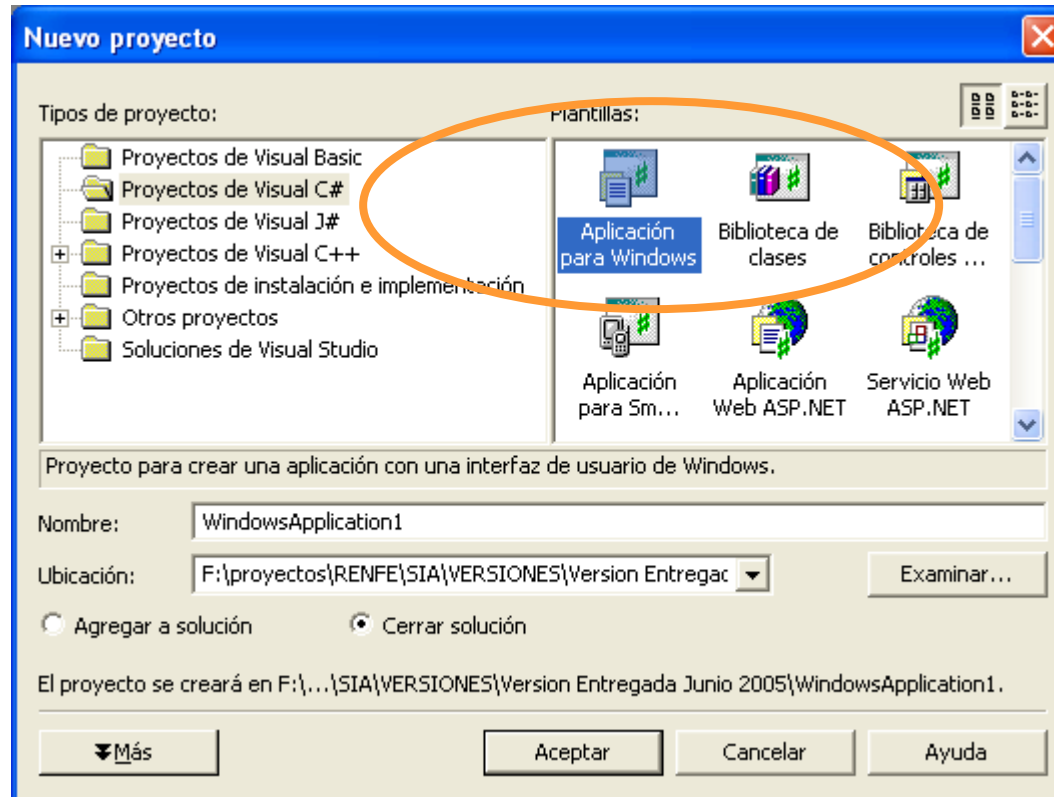 Nuevo proyecto
Tipos de proyecto:
Plantillas:
Proyectos de Visual Basic
Proyectos de Visual C#
Proyectos de Visual J#
Proyectos de Visual C++
Proyectos de instalación e implementación
Otros proyectos
Soluciones de Visual Studio
Aplicación
para Windows
Biblioteca de
clases
Biblioteca de
controles ...
Aplicación
para Sm...
Aplicación
Web ASP.NET
Servicio Web
ASP.NET
Proyecto para crear una aplicación con una interfaz de usuario de Windows.
Nombre:
WindowsApplication1
Ubicación:
F:\proyectos\RENFE\SIA\VERSIONES\Version Entregac
Examinar...
Agregar a solución
Cerrar solución
El proyecto se creará en F:\...\SIA\VERSIONES\Version Entregada Junio 2005\WindowsApplication1.
Más
Aceptar
Cancelar
Ayuda